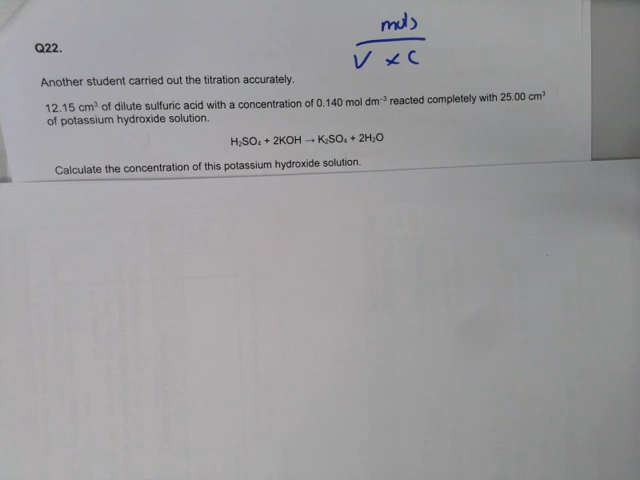 mols
V x C
Q22.
Another student carried out the titration accurately.
12.15 cm³ of dilute sulfuric acid with a concentration of 0.140 mol dm⁻³ reacted completely with 25.00 cm³
of potassium hydroxide solution.
H₂SO₄ + 2KOH → K₂SO₄ + 2H₂O
Calculate the concentration of this potassium hydroxide solution.